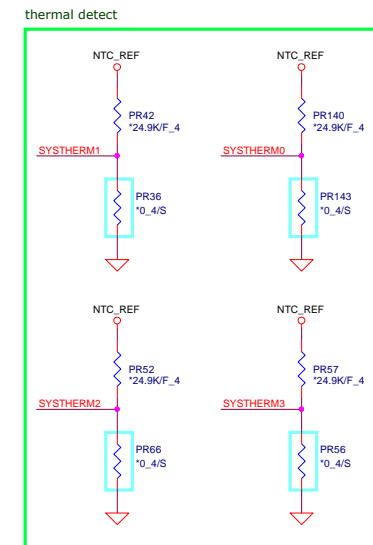 thermal detect
NTC_REF
NTC_REF
PR42
*24.9K/F_4
PR140
*24.9K/F_4
SYSTHERM1
SYSTHERM0
PR36
*0_4/S
PR143
*0_4/S
NTC_REF
NTC_REF
PR52
*24.9K/F_4
PR57
*24.9K/F_4
SYSTHERM2
SYSTHERM3
PR66
*0_4/S
PR56
*0_4/S